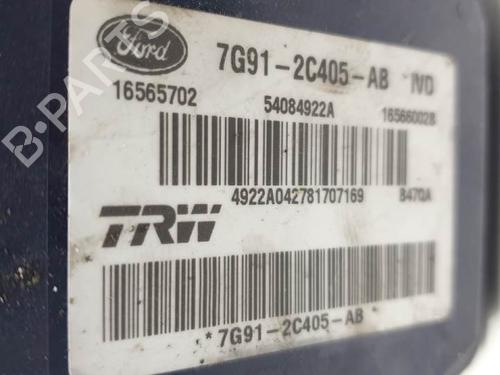 Ford 7G91-2C405-AB IVD
16565702 54084922A 16566002B
4922A042781707169 B470A
TRW
*7G91-2C405-AB
B-PARTS